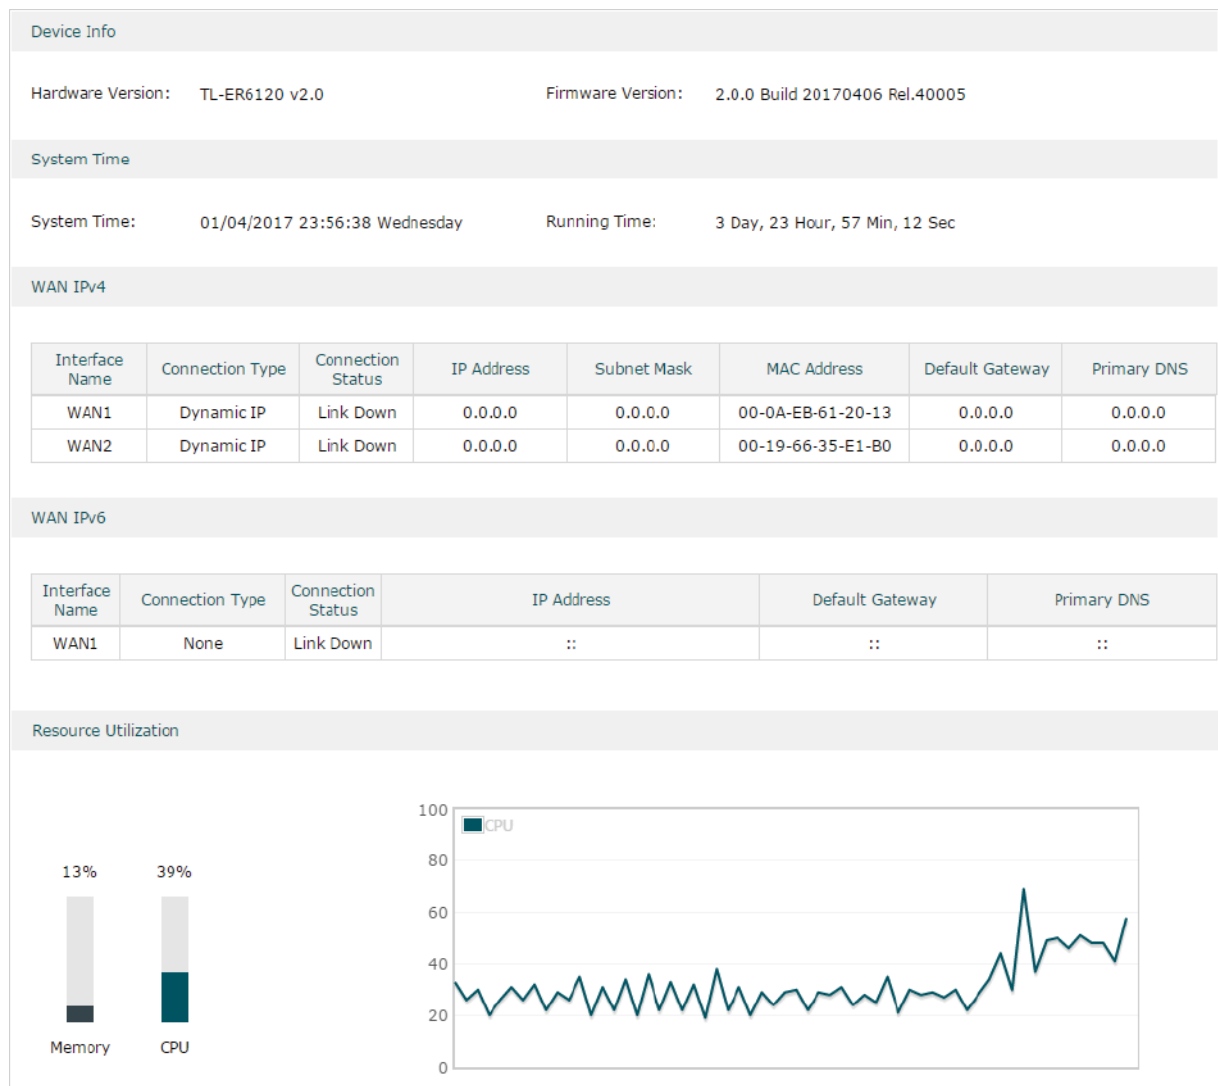 Device Info
Hardware Version: TL-ER6120 v2.0 Firmware Version: 2.0.0 Build 20170406 Rel.40005
System Time
System Time: 01/04/2017 23:56:38 Wednesday Running Time: 3 Day, 23 Hour, 57 Min, 12 Sec
WAN IPv4
Interface Name Connection Type Connection Status IP Address Subnet Mask MAC Address Default Gateway Primary DNS
WAN1 Dynamic IP Link Down 0.0.0.0 0.0.0.0 00-0A-EB-61-20-13 0.0.0.0 0.0.0.0
WAN2 Dynamic IP Link Down 0.0.0.0 0.0.0.0 00-19-66-35-E1-B0 0.0.0.0 0.0.0.0
WAN IPv6
Interface Name Connection Type Connection Status IP Address Default Gateway Primary DNS
WAN1 None Link Down :: :: ::
Resource Utilization
13% 39%
Memory CPU
100
CPU
80
60
40
20
0